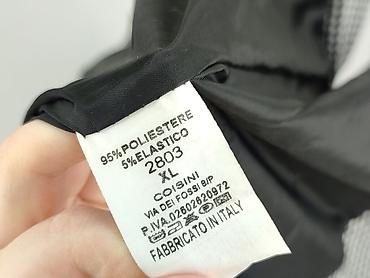 95% POLIESTERE
5% ELASTICO
2803
XL
COISINI
VIA DEI FOSSI 8/P
P.IVA.02602620972
FABBRICATO IN ITALY